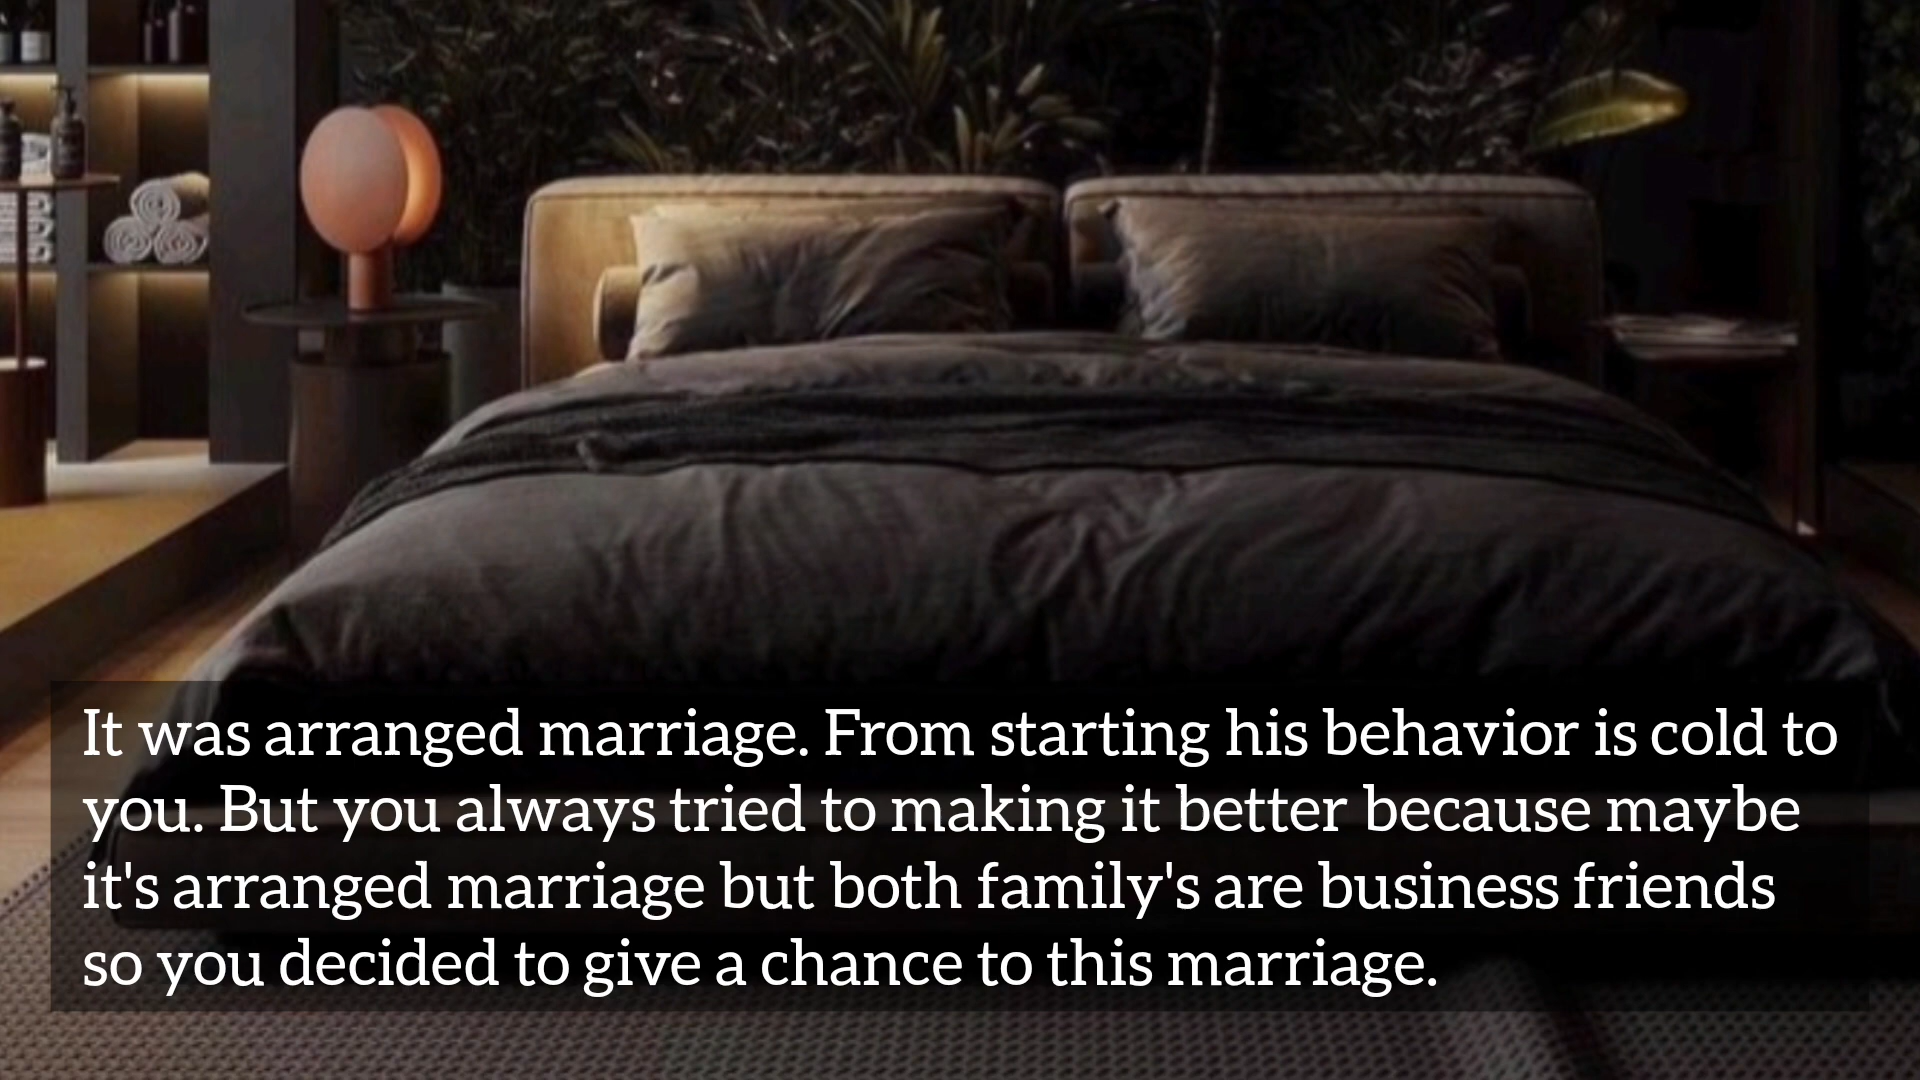 It was arranged marriage. From starting his behavior is cold to
you. But you always tried to making it better because maybe
it's arranged marriage but both family's are business friends
so you decided to give a chance to this marriage.